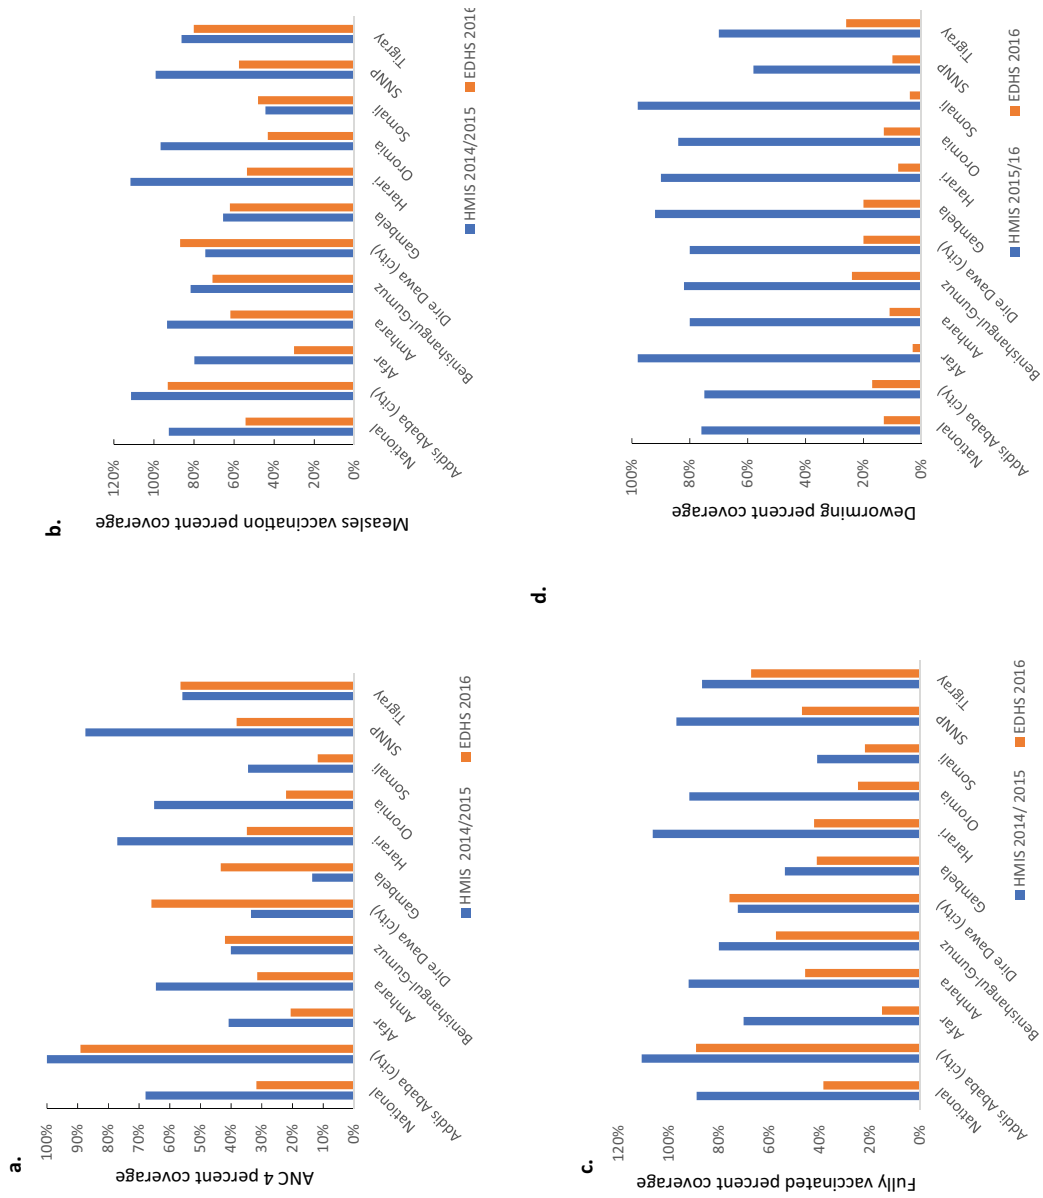 a.
ANC 4 percent coverage
100%
90%
80%
70%
60%
50%
40%
30%
20%
10%
0%
National
Addis Ababa (city)
Afar
Amhara
Benishangul-Gumuz
Dire Dawa (city)
Gambela
Harari
Oromia
Somali
SNNP
Tigray
HMIS 2014/2015
EDHS 2016
b.
Measles vaccination percent coverage
120%
100%
80%
60%
40%
20%
0%
National
Addis Ababa (city)
Afar
Amhara
Benishangul-Gumuz
Dire Dawa (city)
Gambela
Harari
Oromia
Somali
SNNP
Tigray
HMIS 2014/2015
EDHS 2016
c.
Fully vaccinated percent coverage
120%
100%
80%
60%
40%
20%
0%
National
Addis Ababa (city)
Afar
Amhara
Benishangul-Gumuz
Dire Dawa (city)
Gambela
Harari
Oromia
Somali
SNNP
Tigray
HMIS 2014/ 2015
EDHS 2016
d.
Deworming percent coverage
100%
80%
60%
40%
20%
0%
National
Addis Ababa (city)
Afar
Amhara
Benishangul-Gumuz
Dire Dawa (city)
Gambela
Harari
Oromia
Somali
SNNP
Tigray
HMIS 2015/16
EDHS 2016